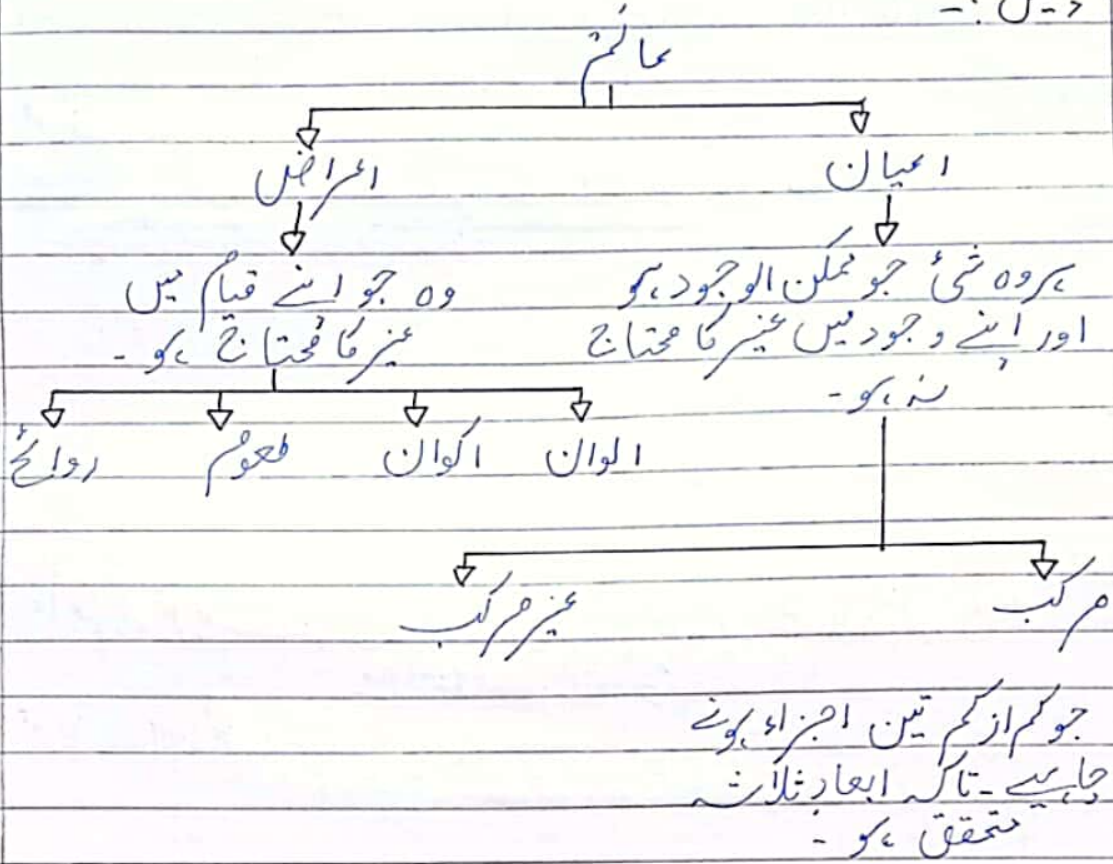 ذیل :-
عالَم
اعیان
اعراض
ہر وہ شئ جو ممکن الوجود ہو
اور اپنے وجود میں غیر کا محتاج
نہ ہو -
وہ جو اپنے قیام میں
غیر کا محتاج ہو -
الوان اکوان طعوم روائح
مرکب
غیر مرکب
جو کم از کم تین اجزاء ہونے
چاہیے - تاکہ ابعادِ ثلاثہ
متحقق ہو -